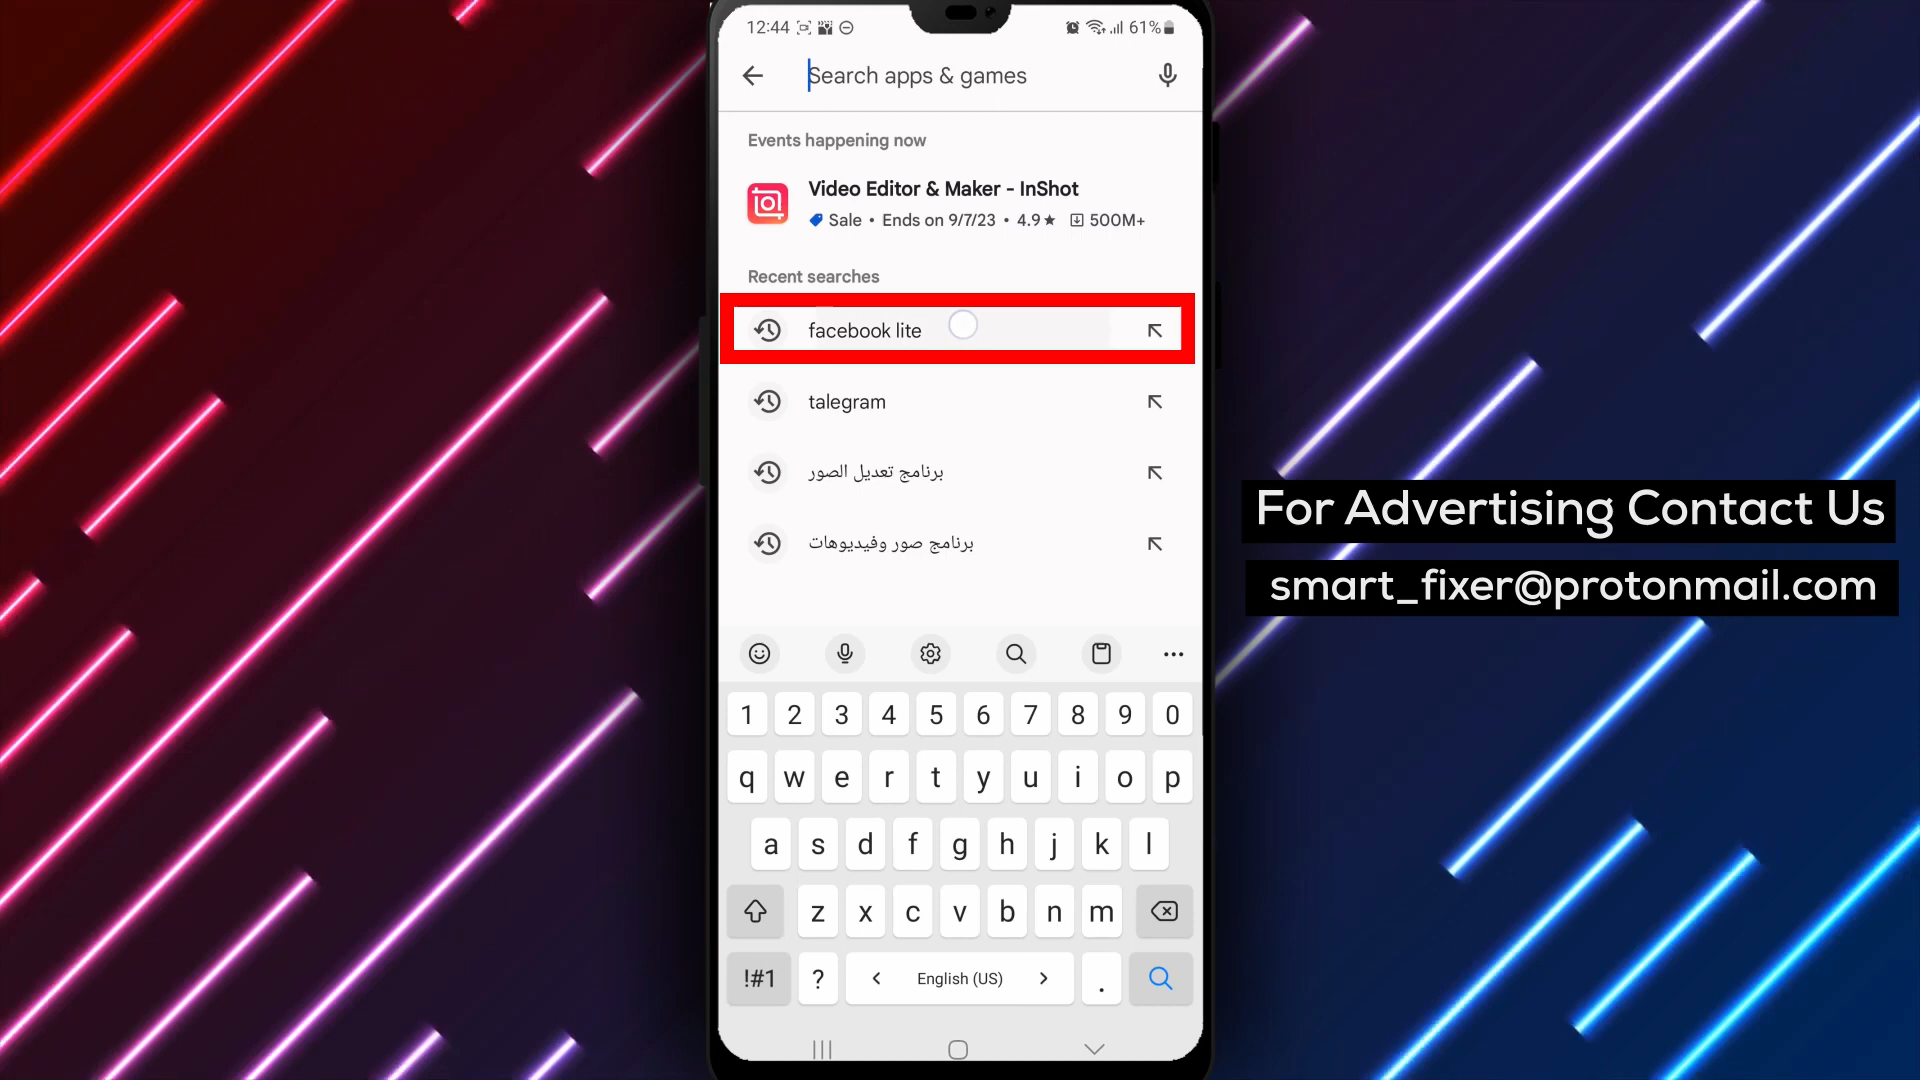 12:44
61%
Search apps & games
Events happening now
Video Editor & Maker - InShot
Sale • Ends on 9/7/23 • 4.9★ 500M+
Recent searches
facebook lite
talegram
برنامج تعديل الصور
برنامج صور وفيديوهات
For Advertising Contact Us
smart_fixer@protonmail.com
1 2 3 4 5 6 7 8 9 0
q w e r t y u i o p
a s d f g h j k l
z x c v b n m
!#1 ? < English (US) > .